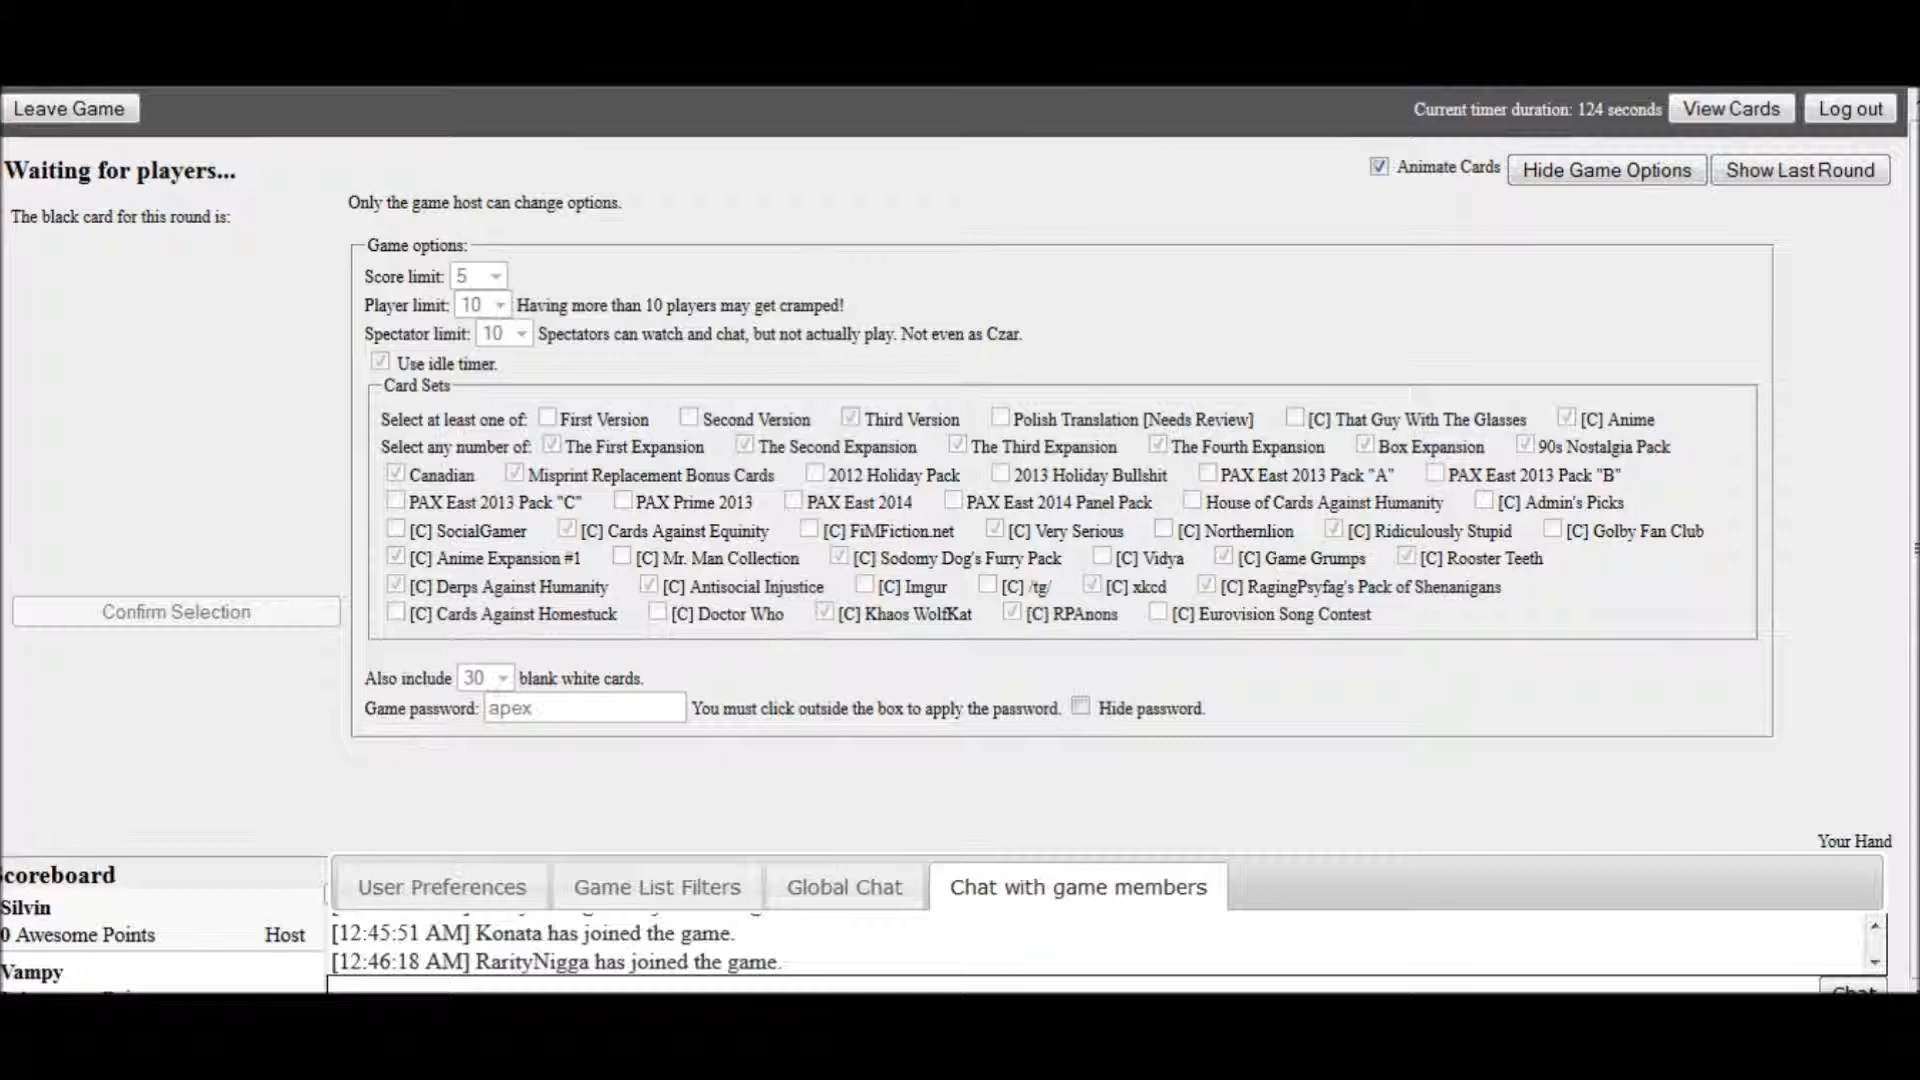 Leave Game
Current timer duration: 124 seconds View Cards Log out
Waiting for players...
Animate Cards Hide Game Options Show Last Round
Only the game host can change options.
The black card for this round is:
Game options:
Score limit: 5
Player limit: 10 Having more than 10 players may get cramped!
Spectator limit: 10 Spectators can watch and chat, but not actually play. Not even as Czar.
Use idle timer.
Card Sets
Select at least one of: First Version Second Version Third Version Polish Translation [Needs Review] [C] That Guy With The Glasses [C] Anime
Select any number of: The First Expansion The Second Expansion The Third Expansion The Fourth Expansion Box Expansion 90s Nostalgia Pack
Canadian Misprint Replacement Bonus Cards 2012 Holiday Pack 2013 Holiday Bullshit PAX East 2013 Pack "A" PAX East 2013 Pack "B"
PAX East 2013 Pack "C" PAX Prime 2013 PAX East 2014 PAX East 2014 Panel Pack House of Cards Against Humanity [C] Admin's Picks
[C] SocialGamer [C] Cards Against Equinity [C] FiMFiction.net [C] Very Serious [C] Northernlion [C] Ridiculously Stupid [C] Golby Fan Club
[C] Anime Expansion #1 [C] Mr. Man Collection [C] Sodomy Dog's Furry Pack [C] Vidya [C] Game Grumps [C] Rooster Teeth
[C] Derps Against Humanity [C] Antisocial Injustice [C] Imgur [C] /tg/ [C] xkcd [C] RagingPsyfag's Pack of Shenanigans
[C] Cards Against Homestuck [C] Doctor Who [C] Khaos WolfKat [C] RPAnons [C] Eurovision Song Contest
Confirm Selection
Also include 30 blank white cards.
Game password: apex You must click outside the box to apply the password. Hide password.
Your Hand
coreboard
Silvin
0 Awesome Points Host
Vampy
User Preferences Game List Filters Global Chat Chat with game members
[12:45:51 AM] Konata has joined the game.
[12:46:18 AM] RarityNigga has joined the game.
Chat